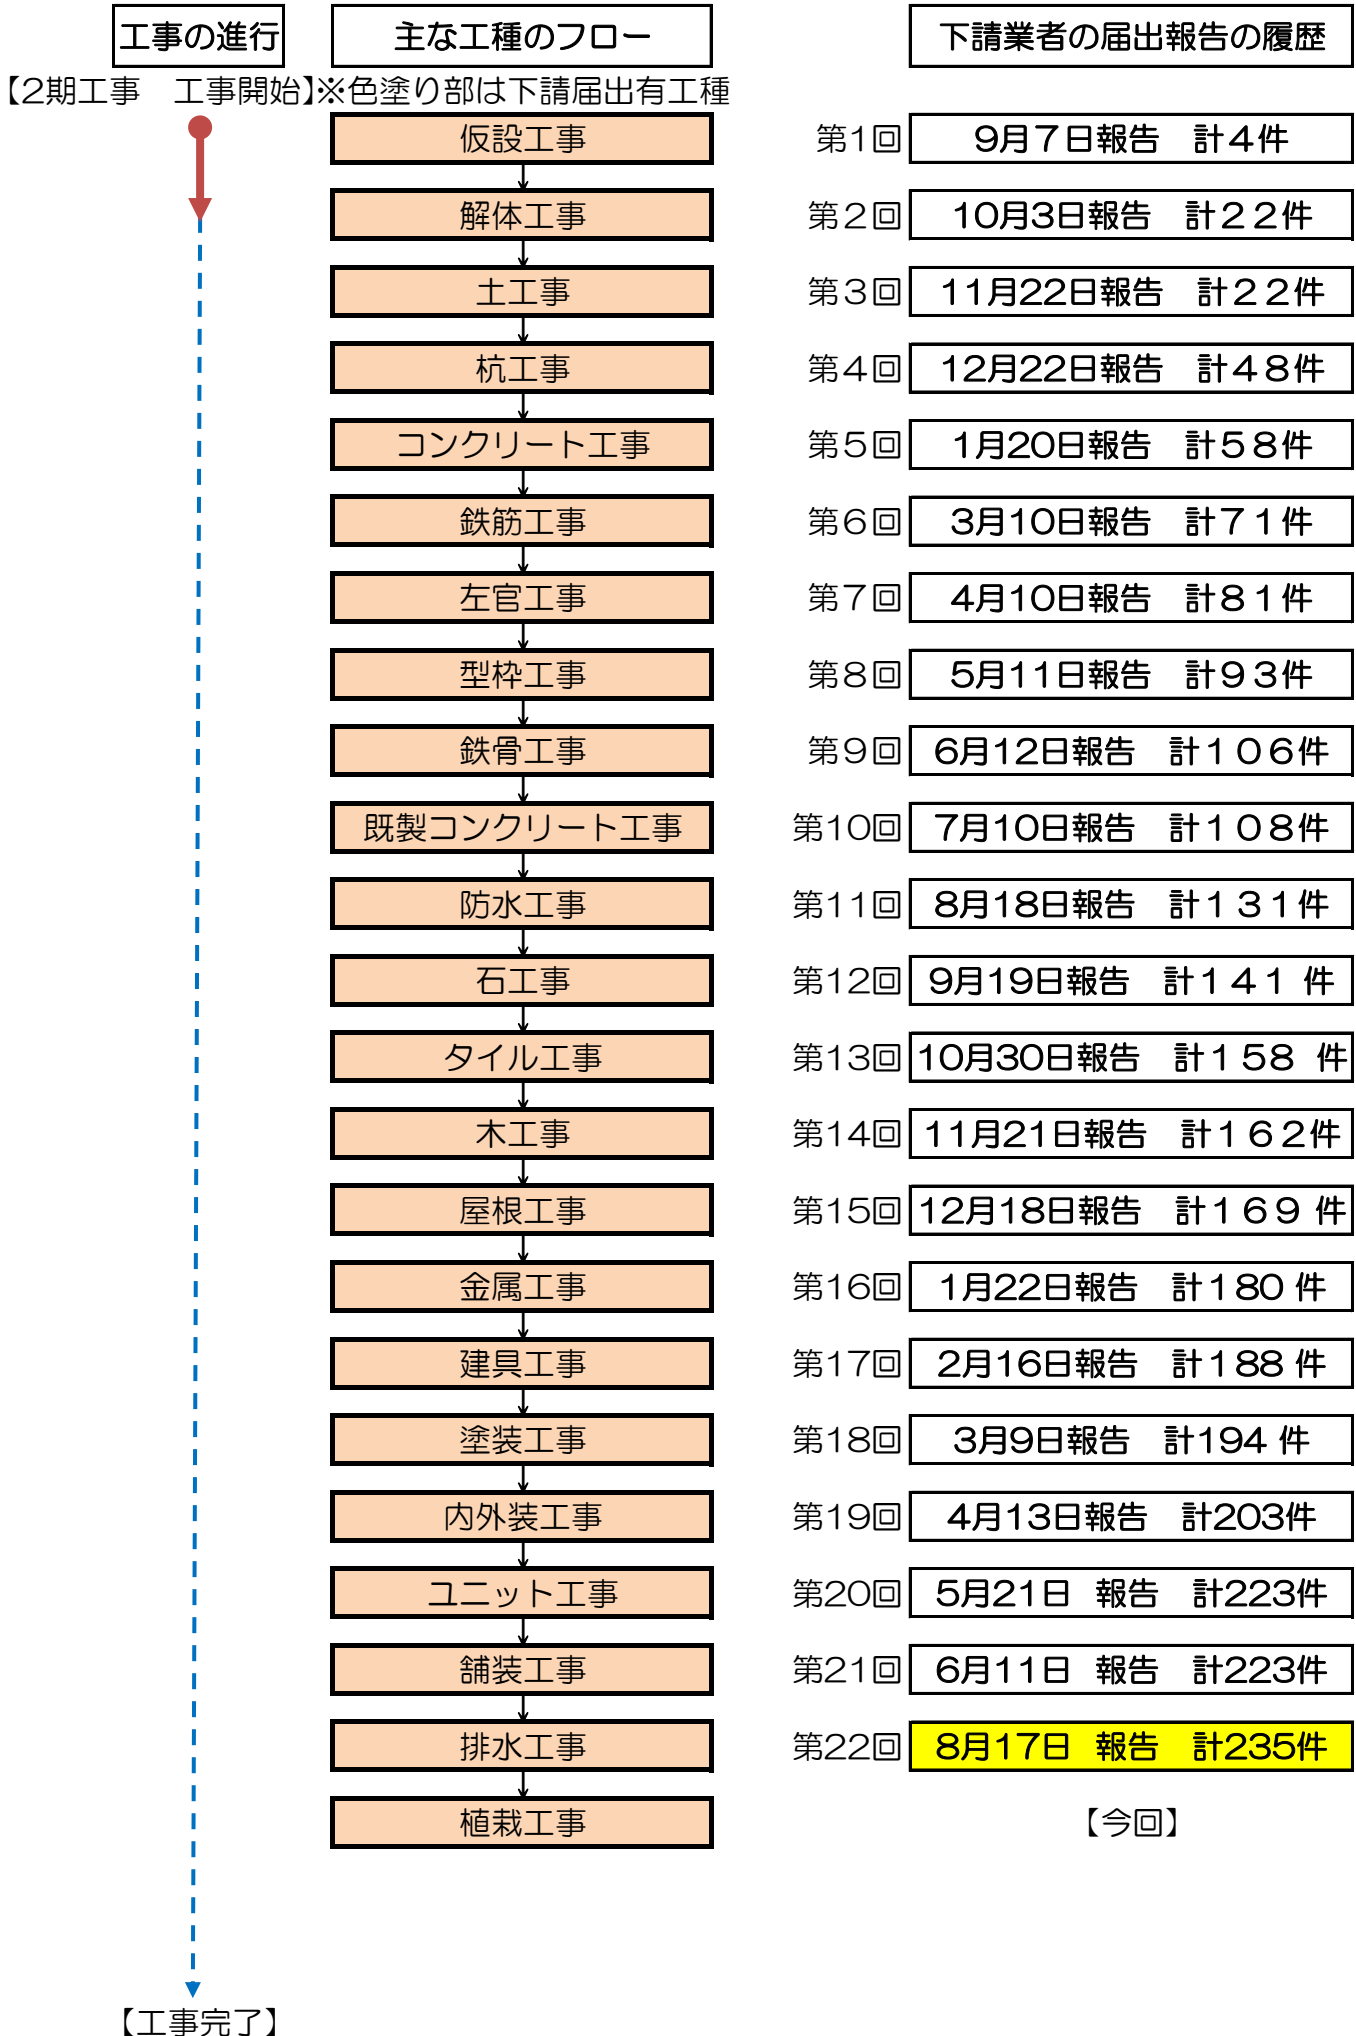 工事の進行　主な工種のフロー　下請業者の届出報告の履歴
【2期工事　工事開始】※色塗り部は下請届出有工種
仮設工事　第1回　9月７日報告　計４件
解体工事　第２回　10月3日報告　計２２件
土工事　第３回　11月22日報告　計２２件
杭工事　第４回　12月22日報告　計４８件
コンクリート工事　第５回　1月20日報告　計５８件
鉄筋工事　第６回　3月10日報告　計７１件
左官工事　第７回　4月10日報告　計８１件
型枠工事　第８回　5月11日報告　計９３件
鉄骨工事　第９回　6月12日報告　計１０６件
既製コンクリート工事　第10回　7月10日報告　計１０８件
防水工事　第11回　8月18日報告　計１３１件
石工事　第12回　9月19日報告　計１４１ 件
タイル工事　第13回　10月30日報告　計１５８ 件
木工事　第14回　11月21日報告　計１６２件
屋根工事　第15回　12月18日報告　計１６９ 件
金属工事　第16回　1月22日報告　計180 件
建具工事　第17回　2月16日報告　計188 件
塗装工事　第18回　3月9日報告　計194 件
内外装工事　第19回　4月13日報告　計203件
ユニット工事　第20回　5月21日 報告　計223件
舗装工事　第21回　6月11日 報告　計223件
排水工事　第22回　8月17日 報告　計235件
植栽工事　【今回】
【工事完了】